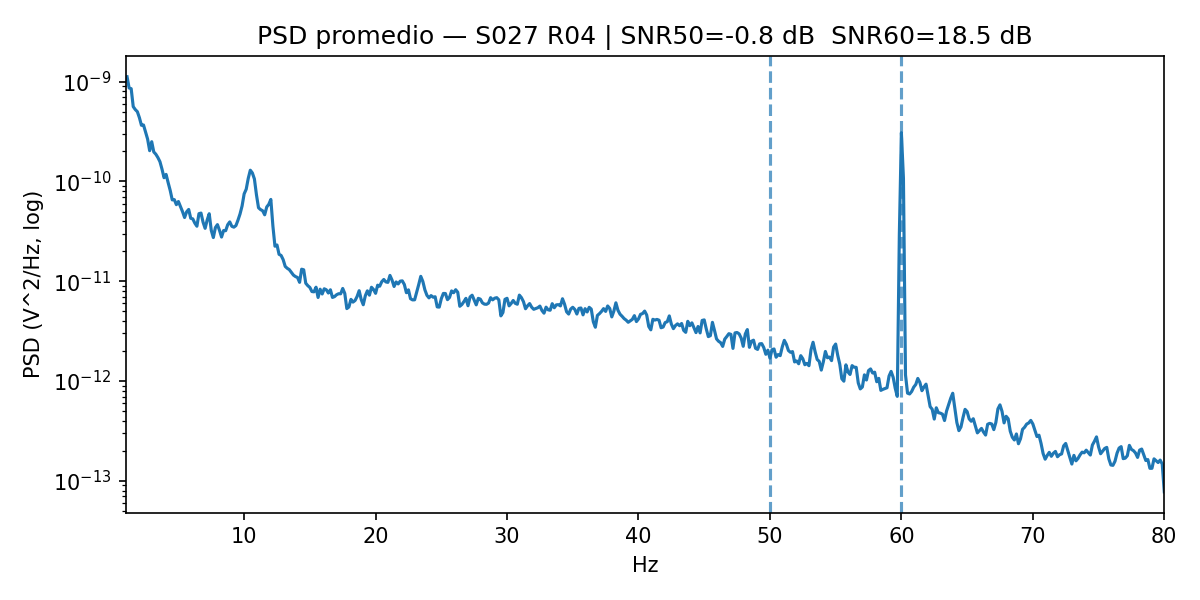 PSD promedio — S027 R04 | SNR50=-0.8 dB  SNR60=18.5 dB
PSD (V^2/Hz, log)
10⁻⁹
10⁻¹⁰
10⁻¹¹
10⁻¹²
10⁻¹³
10 20 30 40 50 60 70 80
Hz